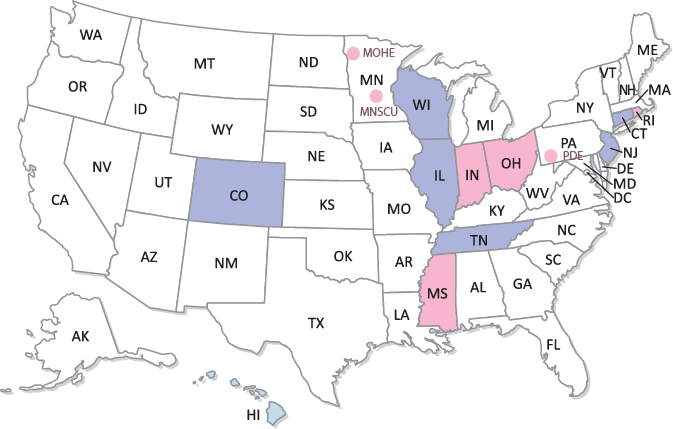 WA
MT
ND
MOHE
MN
MNSCU
ME
VT
NH
MA
OR
ID
SD
WI
MI
NY
RI
CT
WY
NE
IA
PA
PDE
NJ
DE
MD
DC
NV
UT
CO
KS
MO
IL
IN
OH
WV
VA
KY
CA
AZ
NM
OK
AR
TN
NC
SC
TX
LA
MS
AL
GA
FL
AK
HI